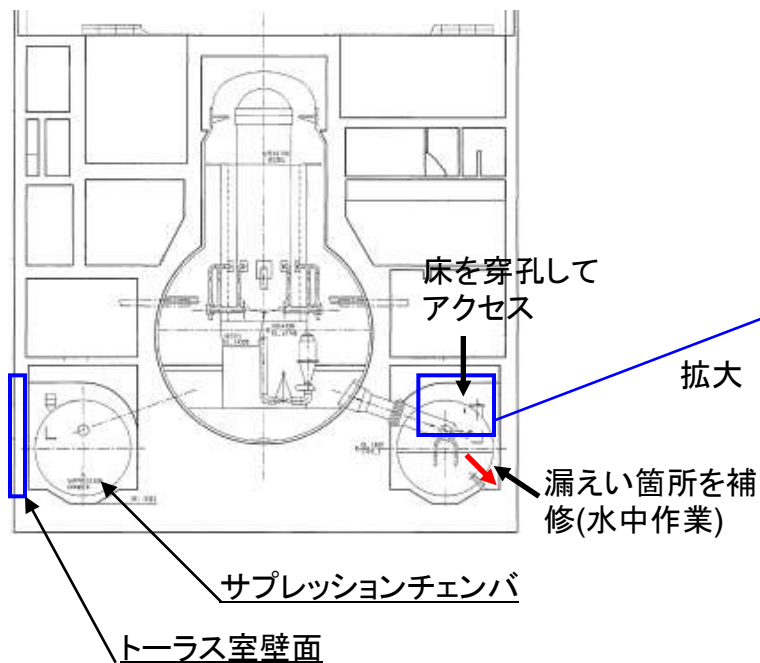 床を穿孔して
アクセス
拡大
漏えい箇所を補
修(水中作業)
サプレッションチェンバ
トーラス室壁面